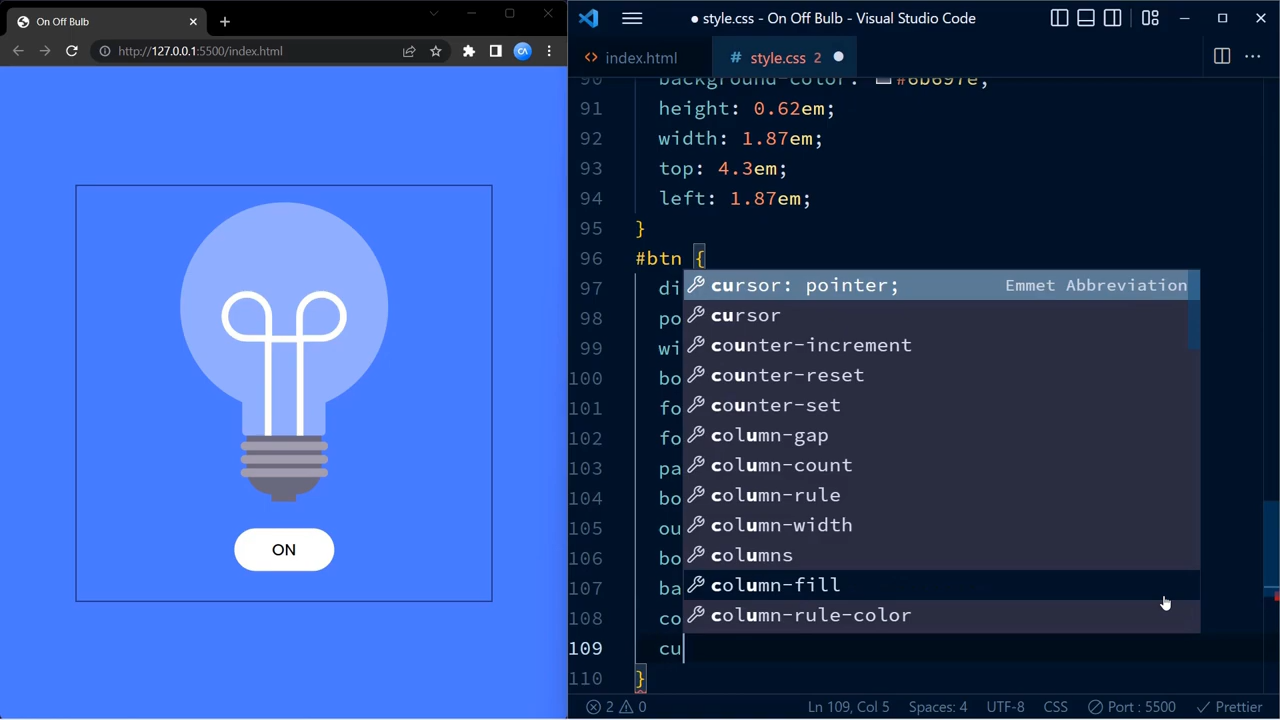 On Off Bulb
http://127.0.0.1:5500/index.html
ON
style.css - On Off Bulb - Visual Studio Code
index.html
# style.css 2
90 background-color: #6b697e;
91 height: 0.62em;
92 width: 1.87em;
93 top: 4.3em;
94 left: 1.87em;
95 }
96 #btn {
97 di
98 po
99 wi
100 bo
101 fo
102 fo
103 pa
104 bo
105 ou
106 bo
107 ba
108 co
109 cu
110 }
cursor: pointer; Emmet Abbreviation
cursor
counter-increment
counter-reset
counter-set
column-gap
column-count
column-rule
column-width
columns
column-fill
column-rule-color
2 0 Ln 109, Col 5 Spaces: 4 UTF-8 CSS Port : 5500 Prettier